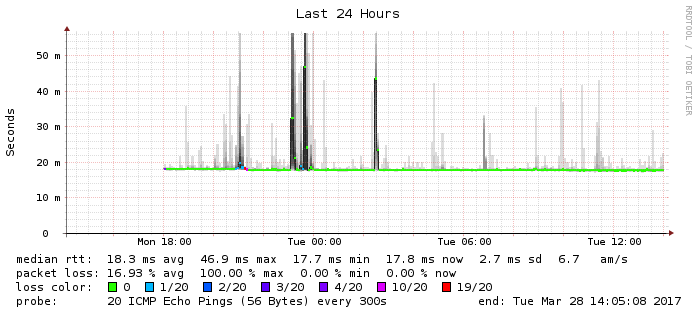 Last 24 Hours
RRDTOOL / TOBI OETIKER
Seconds
50 m
40 m
30 m
20 m
10 m
0
Mon 18:00 Tue 00:00 Tue 06:00 Tue 12:00
median rtt: 18.3 ms avg 46.9 ms max 17.7 ms min 17.8 ms now 2.7 ms sd 6.7 am/s
packet loss: 16.93 % avg 100.00 % max 0.00 % min 0.00 % now
loss color: 0 1/20 2/20 3/20 4/20 10/20 19/20
probe: 20 ICMP Echo Pings (56 Bytes) every 300s end: Tue Mar 28 14:05:08 2017